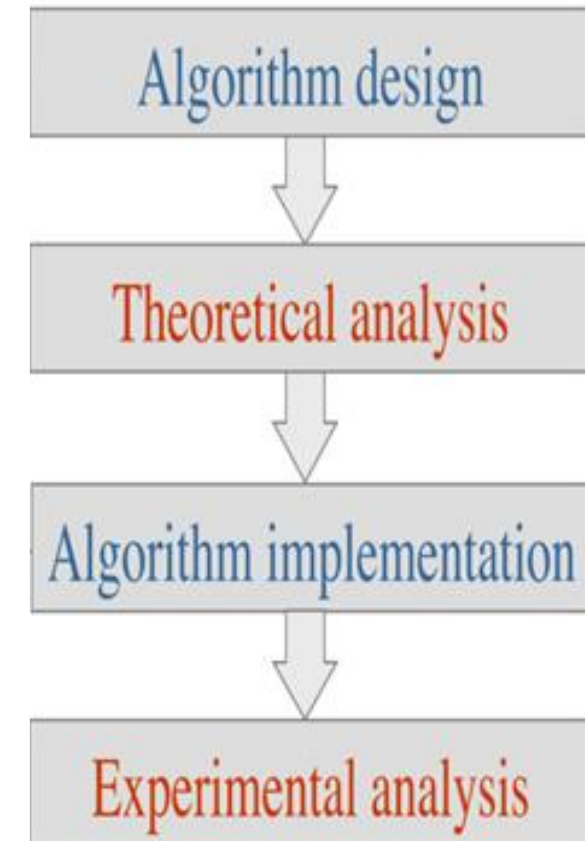 Algorithm design
Theoretical analysis
Algorithm implementation
Experimental analysis